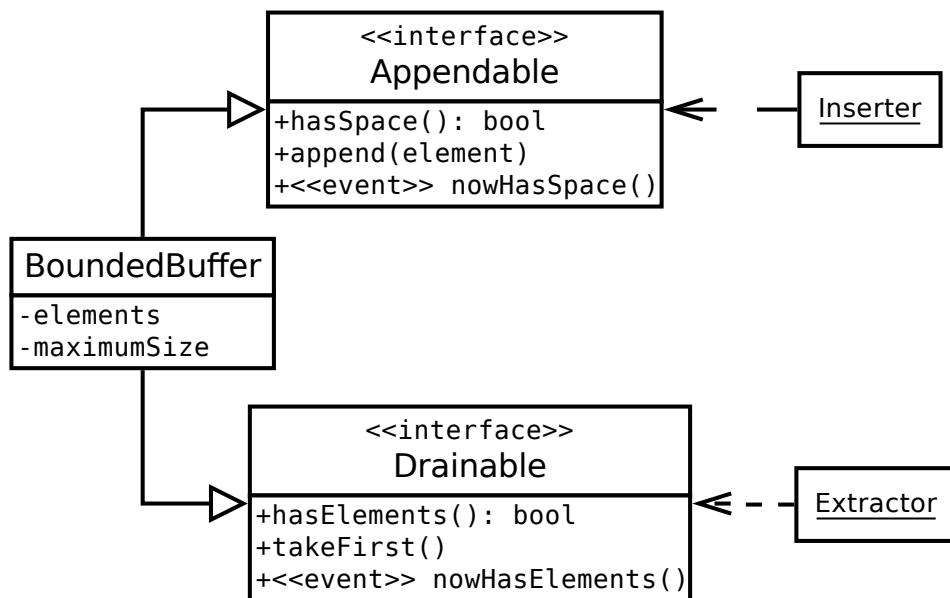 <<interface>>
Appendable
+hasSpace(): bool
+append(element)
+<<event>> nowHasSpace()
Inserter
BoundedBuffer
-elements
-maximumSize
<<interface>>
Drainable
+hasElements(): bool
+takeFirst()
+<<event>> nowHasElements()
Extractor